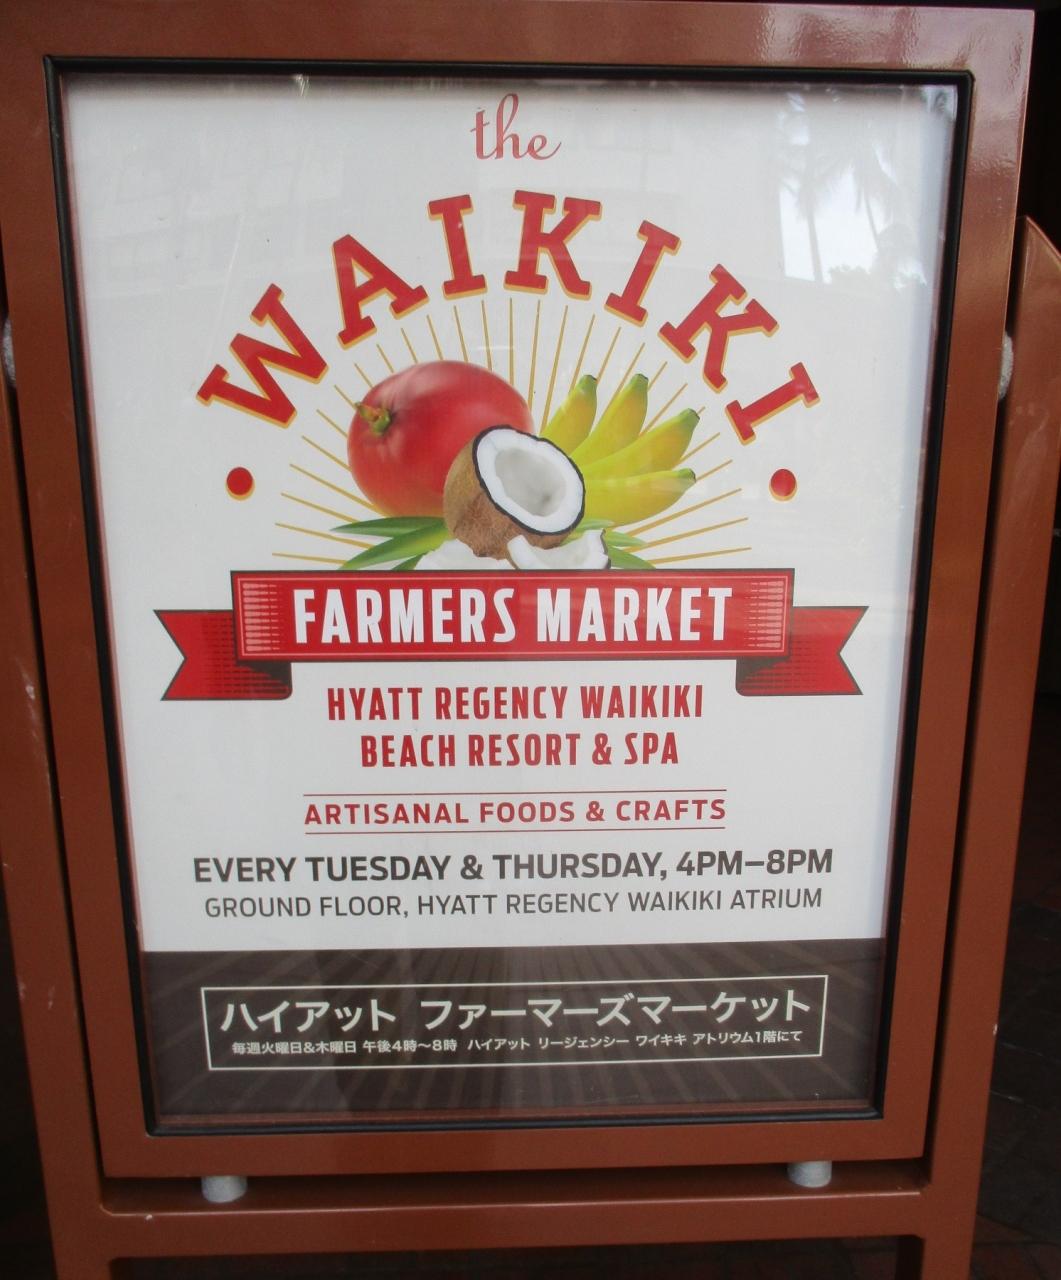 the
WAIKIKI
FARMERS MARKET
HYATT REGENCY WAIKIKI
BEACH RESORT & SPA
ARTISANAL FOODS & CRAFTS
EVERY TUESDAY & THURSDAY, 4PM–8PM
GROUND FLOOR, HYATT REGENCY WAIKIKI ATRIUM
ハイアット ファーマーズマーケット
毎週火曜日&木曜日 午後4時〜8時 ハイアット リージェンシー ワイキキ アトリウム1階にて